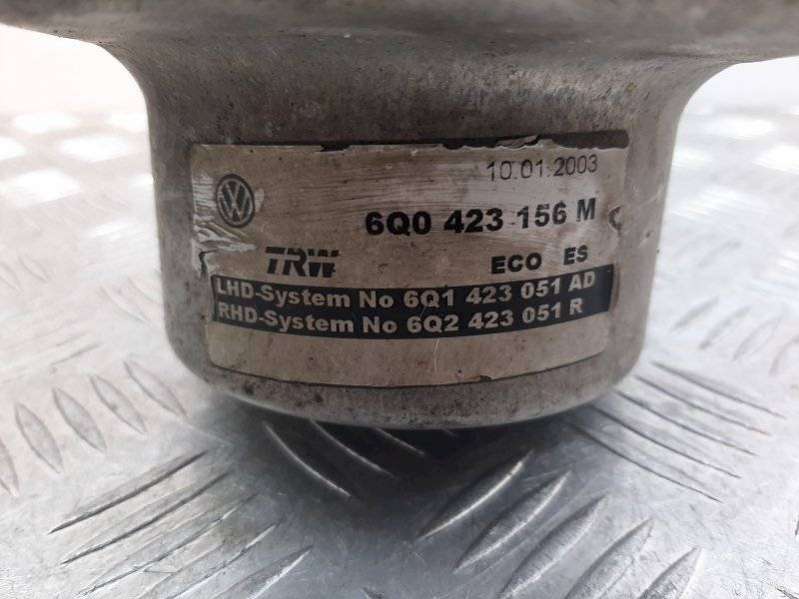 10.01.2003
6Q0 423 156 M
TRW ECO ES
LHD-System No 6Q1 423 051 AD
RHD-System No 6Q2 423 051 R